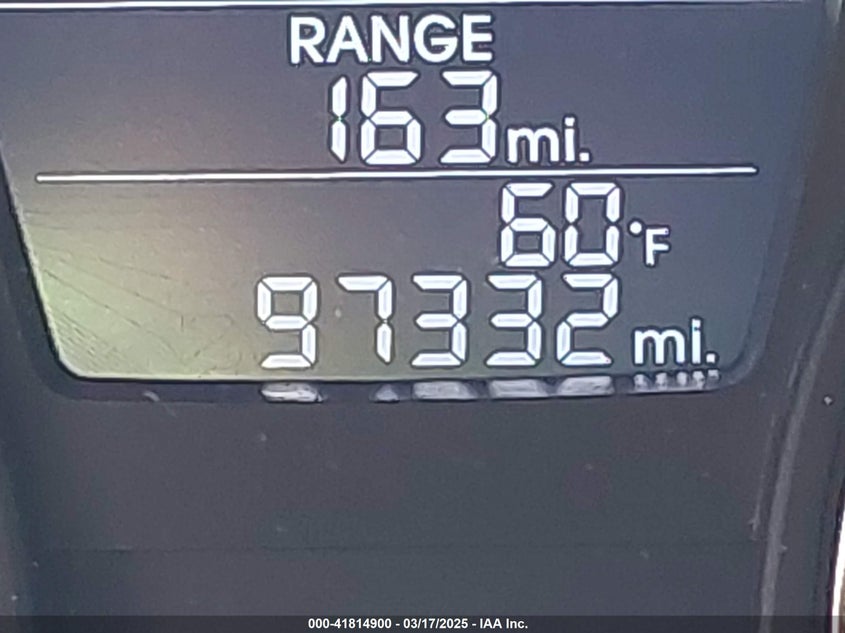 RANGE
163 mi.
60°F
97332 mi.
000-41814900 - 03/17/2025 - IAA Inc.